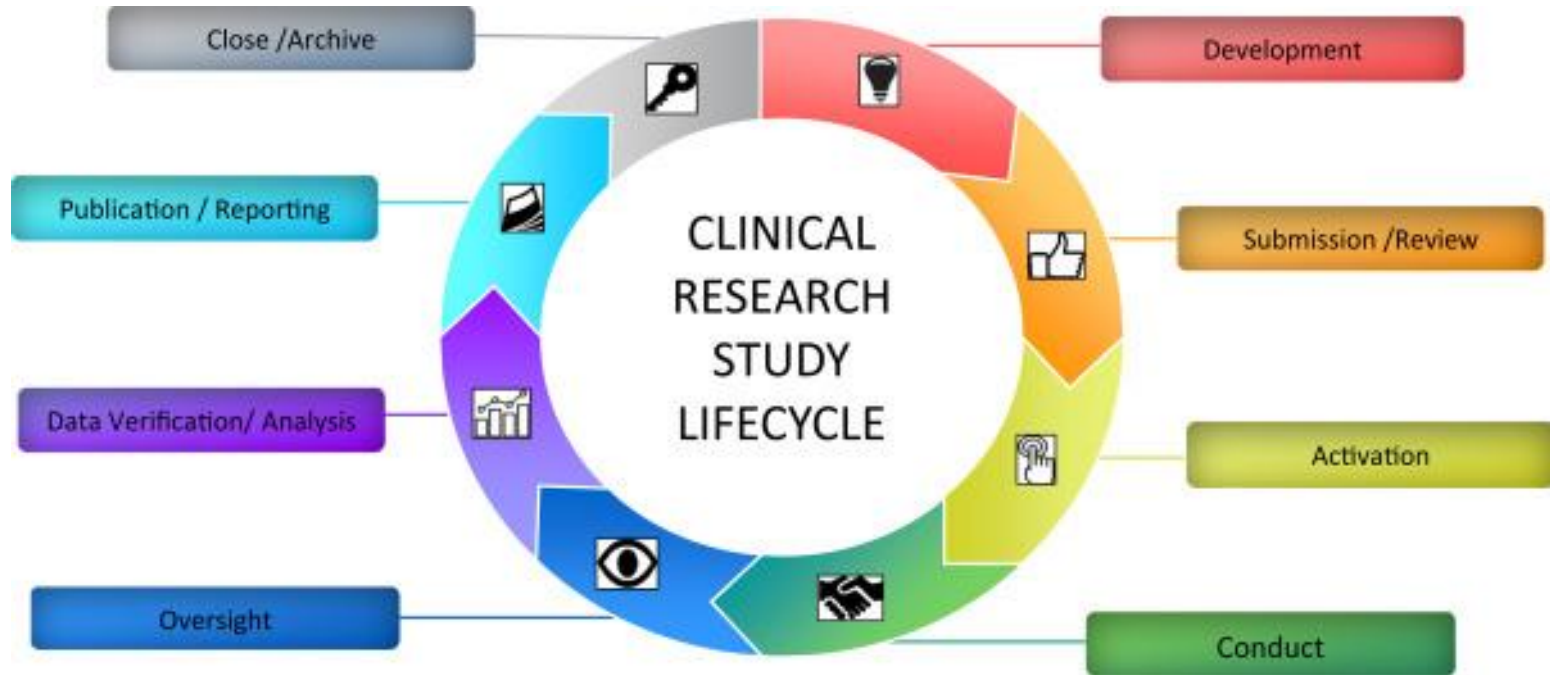 Close /Archive
Development
Publication / Reporting
Submission /Review
CLINICAL
RESEARCH
STUDY
LIFECYCLE
Data Verification/ Analysis
Activation
Oversight
Conduct